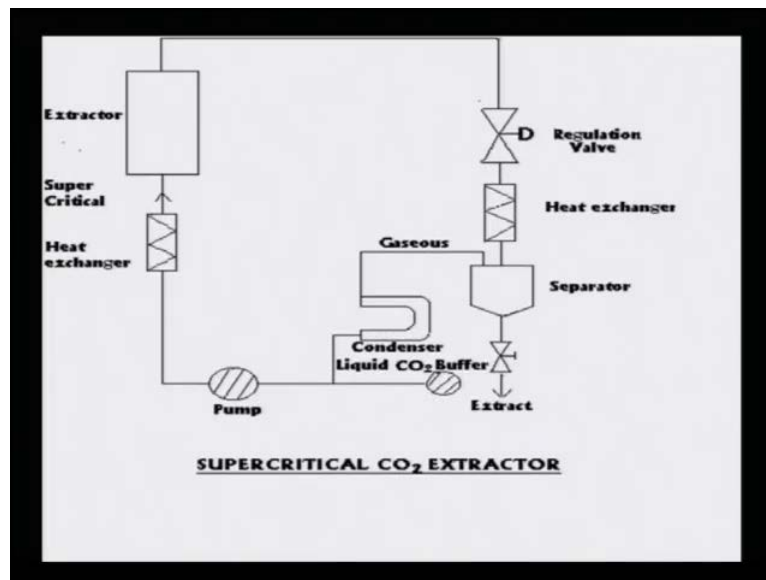 Extractor
D Regulation
Valve
Super
Critical
Heat exchanger
Heat
exchanger
Gaseous
Separator
Condenser
Liquid CO₂ Buffer
Pump
Extract
SUPERCRITICAL CO₂ EXTRACTOR